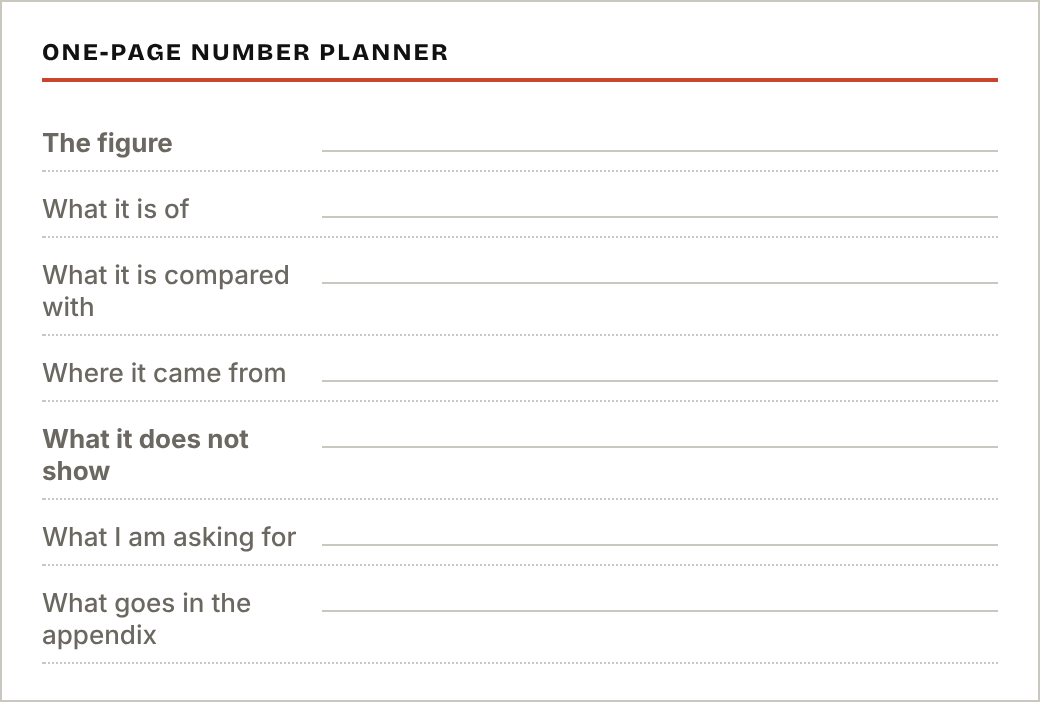 ONE-PAGE NUMBER PLANNER
The figure
What it is of
What it is compared
with
Where it came from
What it does not
show
What I am asking for
What goes in the
appendix